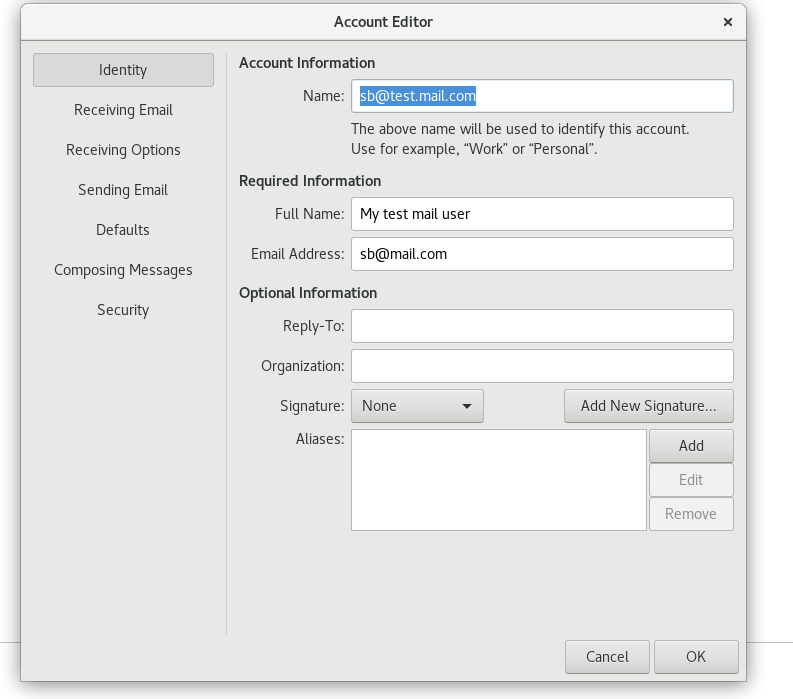 Account Editor
Identity
Receiving Email
Receiving Options
Sending Email
Defaults
Composing Messages
Security
Account Information
Name: sb@test.mail.com
The above name will be used to identify this account.
Use for example, “Work” or “Personal”.
Required Information
Full Name: My test mail user
Email Address: sb@mail.com
Optional Information
Reply-To:
Organization:
Signature: None Add New Signature...
Aliases: Add
Edit
Remove
Cancel OK